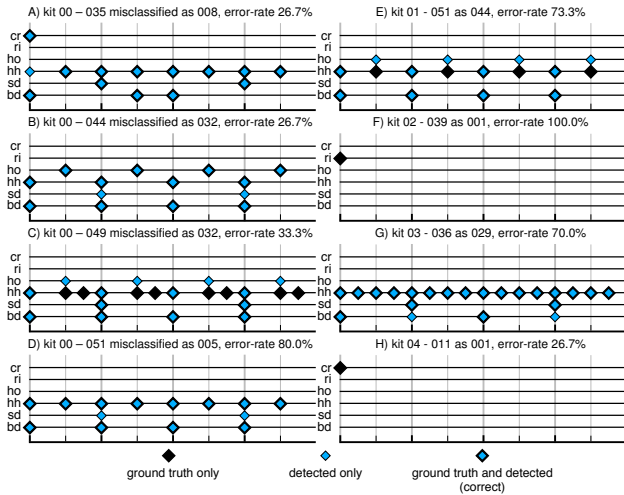 A) kit 00 – 035 misclassified as 008, error-rate 26.7%
cr
ri
ho
hh
sd
bd
B) kit 00 – 044 misclassified as 032, error-rate 26.7%
cr
ri
ho
hh
sd
bd
C) kit 00 – 049 misclassified as 032, error-rate 33.3%
cr
ri
ho
hh
sd
bd
D) kit 00 – 051 misclassified as 005, error-rate 80.0%
cr
ri
ho
hh
sd
bd
E) kit 01 - 051 as 044, error-rate 73.3%
cr
ri
ho
hh
sd
bd
F) kit 02 - 039 as 001, error-rate 100.0%
cr
ri
ho
hh
sd
bd
G) kit 03 - 036 as 029, error-rate 70.0%
cr
ri
ho
hh
sd
bd
H) kit 04 - 011 as 001, error-rate 26.7%
cr
ri
ho
hh
sd
bd
ground truth only
detected only
ground truth and detected
(correct)